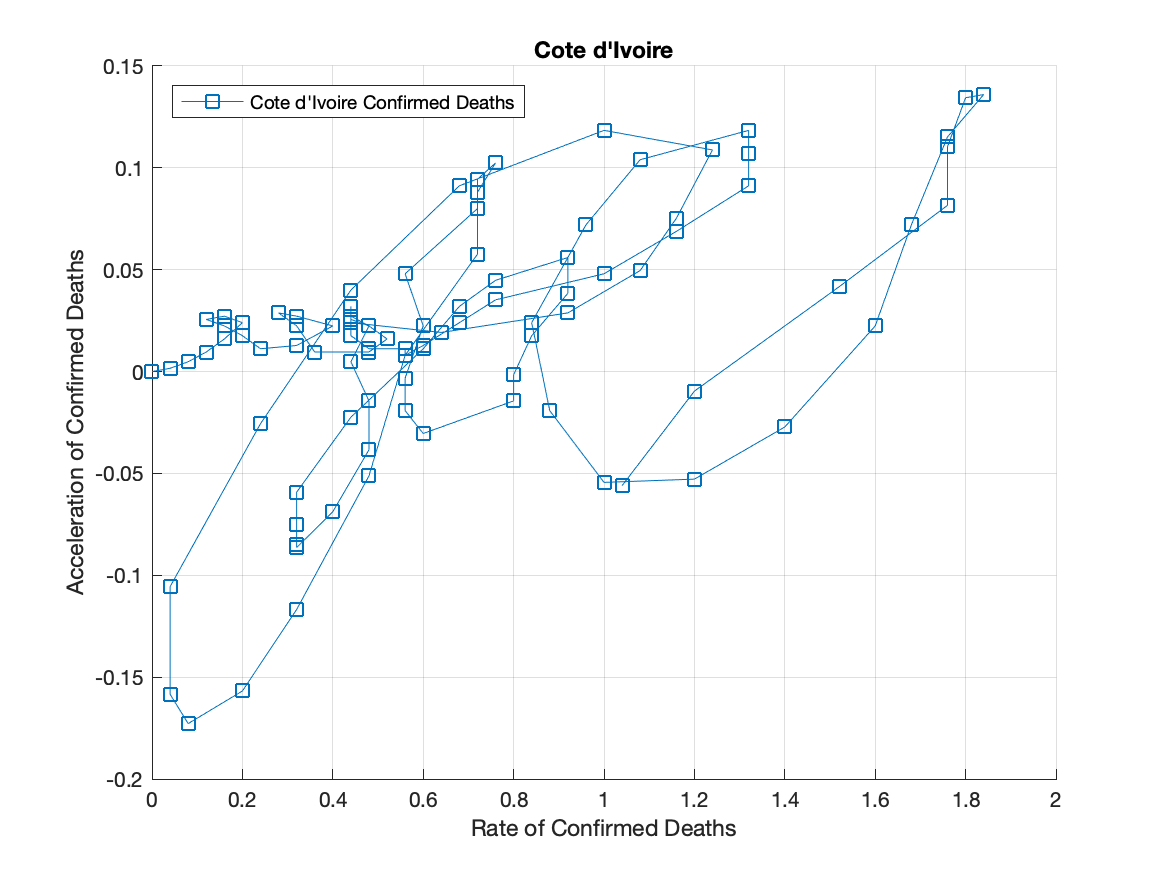 Cote d'Ivoire
Cote d'Ivoire Confirmed Deaths
Acceleration of Confirmed Deaths
0.15
0.1
0.05
0
-0.05
-0.1
-0.15
-0.2
0 0.2 0.4 0.6 0.8 1 1.2 1.4 1.6 1.8 2
Rate of Confirmed Deaths